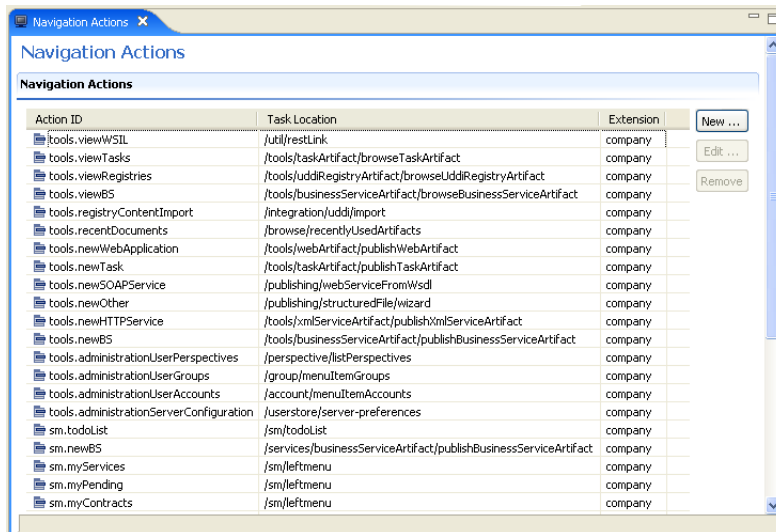 Navigation Actions
Navigation Actions
Navigation Actions
Action ID Task Location Extension
New ...
tools.viewWSIL /util/restLink company
Edit ...
tools.viewTasks /tools/taskArtifact/browseTaskArtifact company
tools.viewRegistries /tools/uddiRegistryArtifact/browseUddiRegistryArtifact company
Remove
tools.viewBS /tools/businessServiceArtifact/browseBusinessServiceArtifact company
tools.registryContentImport /integration/uddi/import company
tools.recentDocuments /browse/recentlyUsedArtifacts company
tools.newWebApplication /tools/webArtifact/publishWebArtifact company
tools.newTask /tools/taskArtifact/publishTaskArtifact company
tools.newSOAPService /publishing/webServiceFromWsdl company
tools.newOther /publishing/structuredFile/wizard company
tools.newHTTPService /tools/xmlServiceArtifact/publishXmlServiceArtifact company
tools.newBS /tools/businessServiceArtifact/publishBusinessServiceArtifact company
tools.administrationUserPerspectives /perspective/listPerspectives company
tools.administrationUserGroups /group/menuItemGroups company
tools.administrationUserAccounts /account/menuItemAccounts company
tools.administrationServerConfiguration /userstore/server-preferences company
sm.todoList /sm/todoList company
sm.newBS /services/businessServiceArtifact/publishBusinessServiceArtifact company
sm.myServices /sm/leftmenu company
sm.myPending /sm/leftmenu company
sm.myContracts /sm/leftmenu company